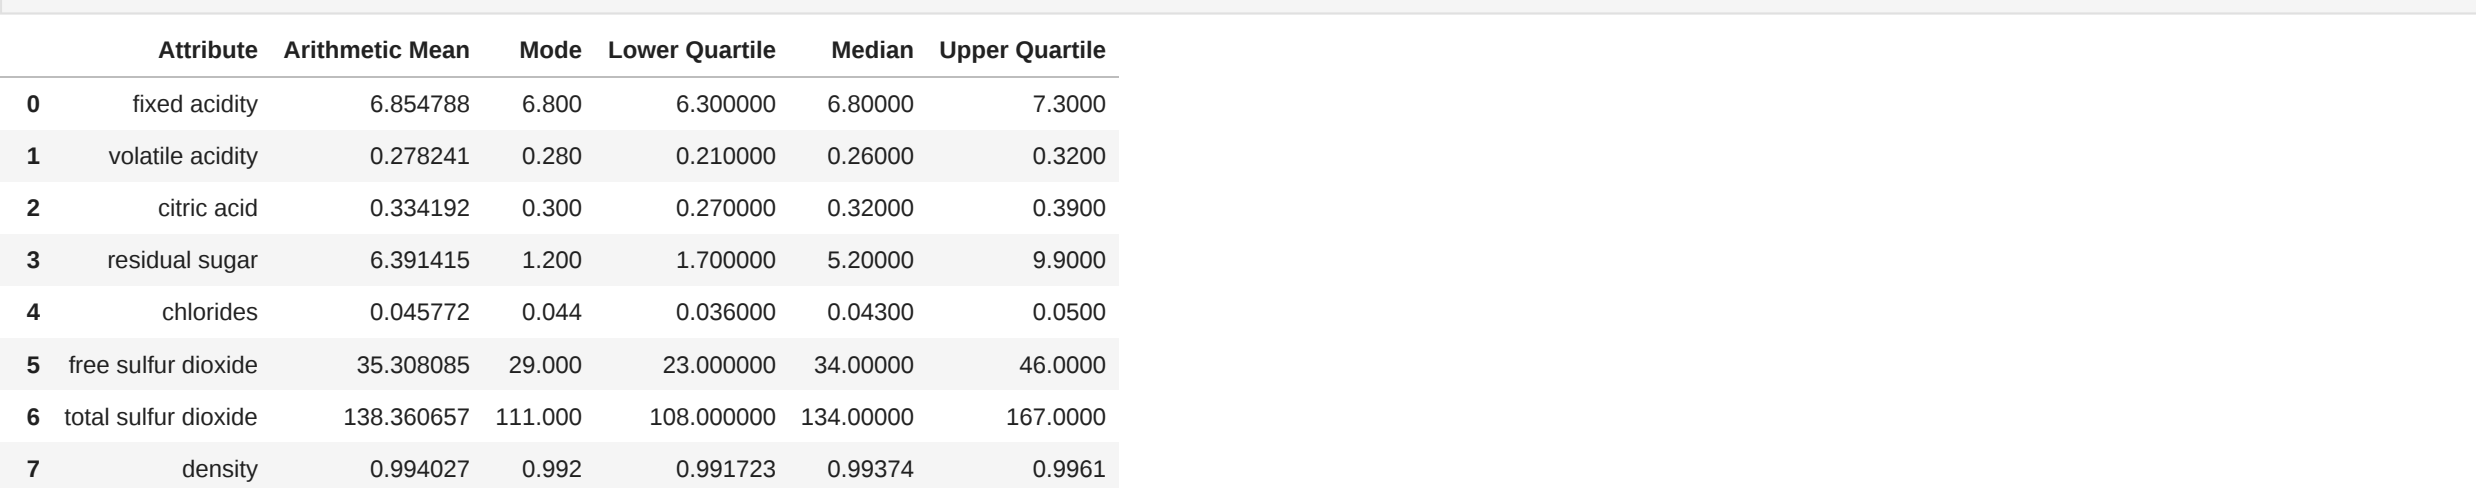 Attribute Arithmetic Mean Mode Lower Quartile Median Upper Quartile
0 fixed acidity 6.854788 6.800 6.300000 6.80000 7.3000
1 volatile acidity 0.278241 0.280 0.210000 0.26000 0.3200
2 citric acid 0.334192 0.300 0.270000 0.32000 0.3900
3 residual sugar 6.391415 1.200 1.700000 5.20000 9.9000
4 chlorides 0.045772 0.044 0.036000 0.04300 0.0500
5 free sulfur dioxide 35.308085 29.000 23.000000 34.00000 46.0000
6 total sulfur dioxide 138.360657 111.000 108.000000 134.00000 167.0000
7 density 0.994027 0.992 0.991723 0.99374 0.9961